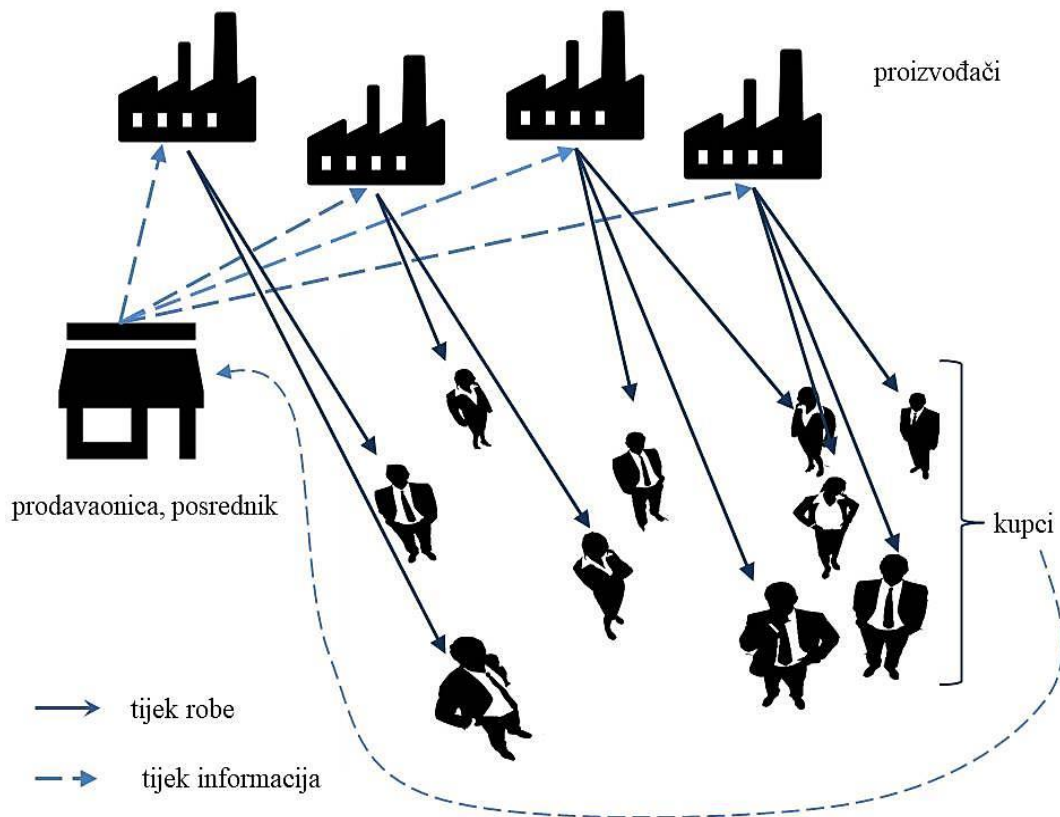 proizvođači
prodavaonica, posrednik
kupci
tijek robe
tijek informacija